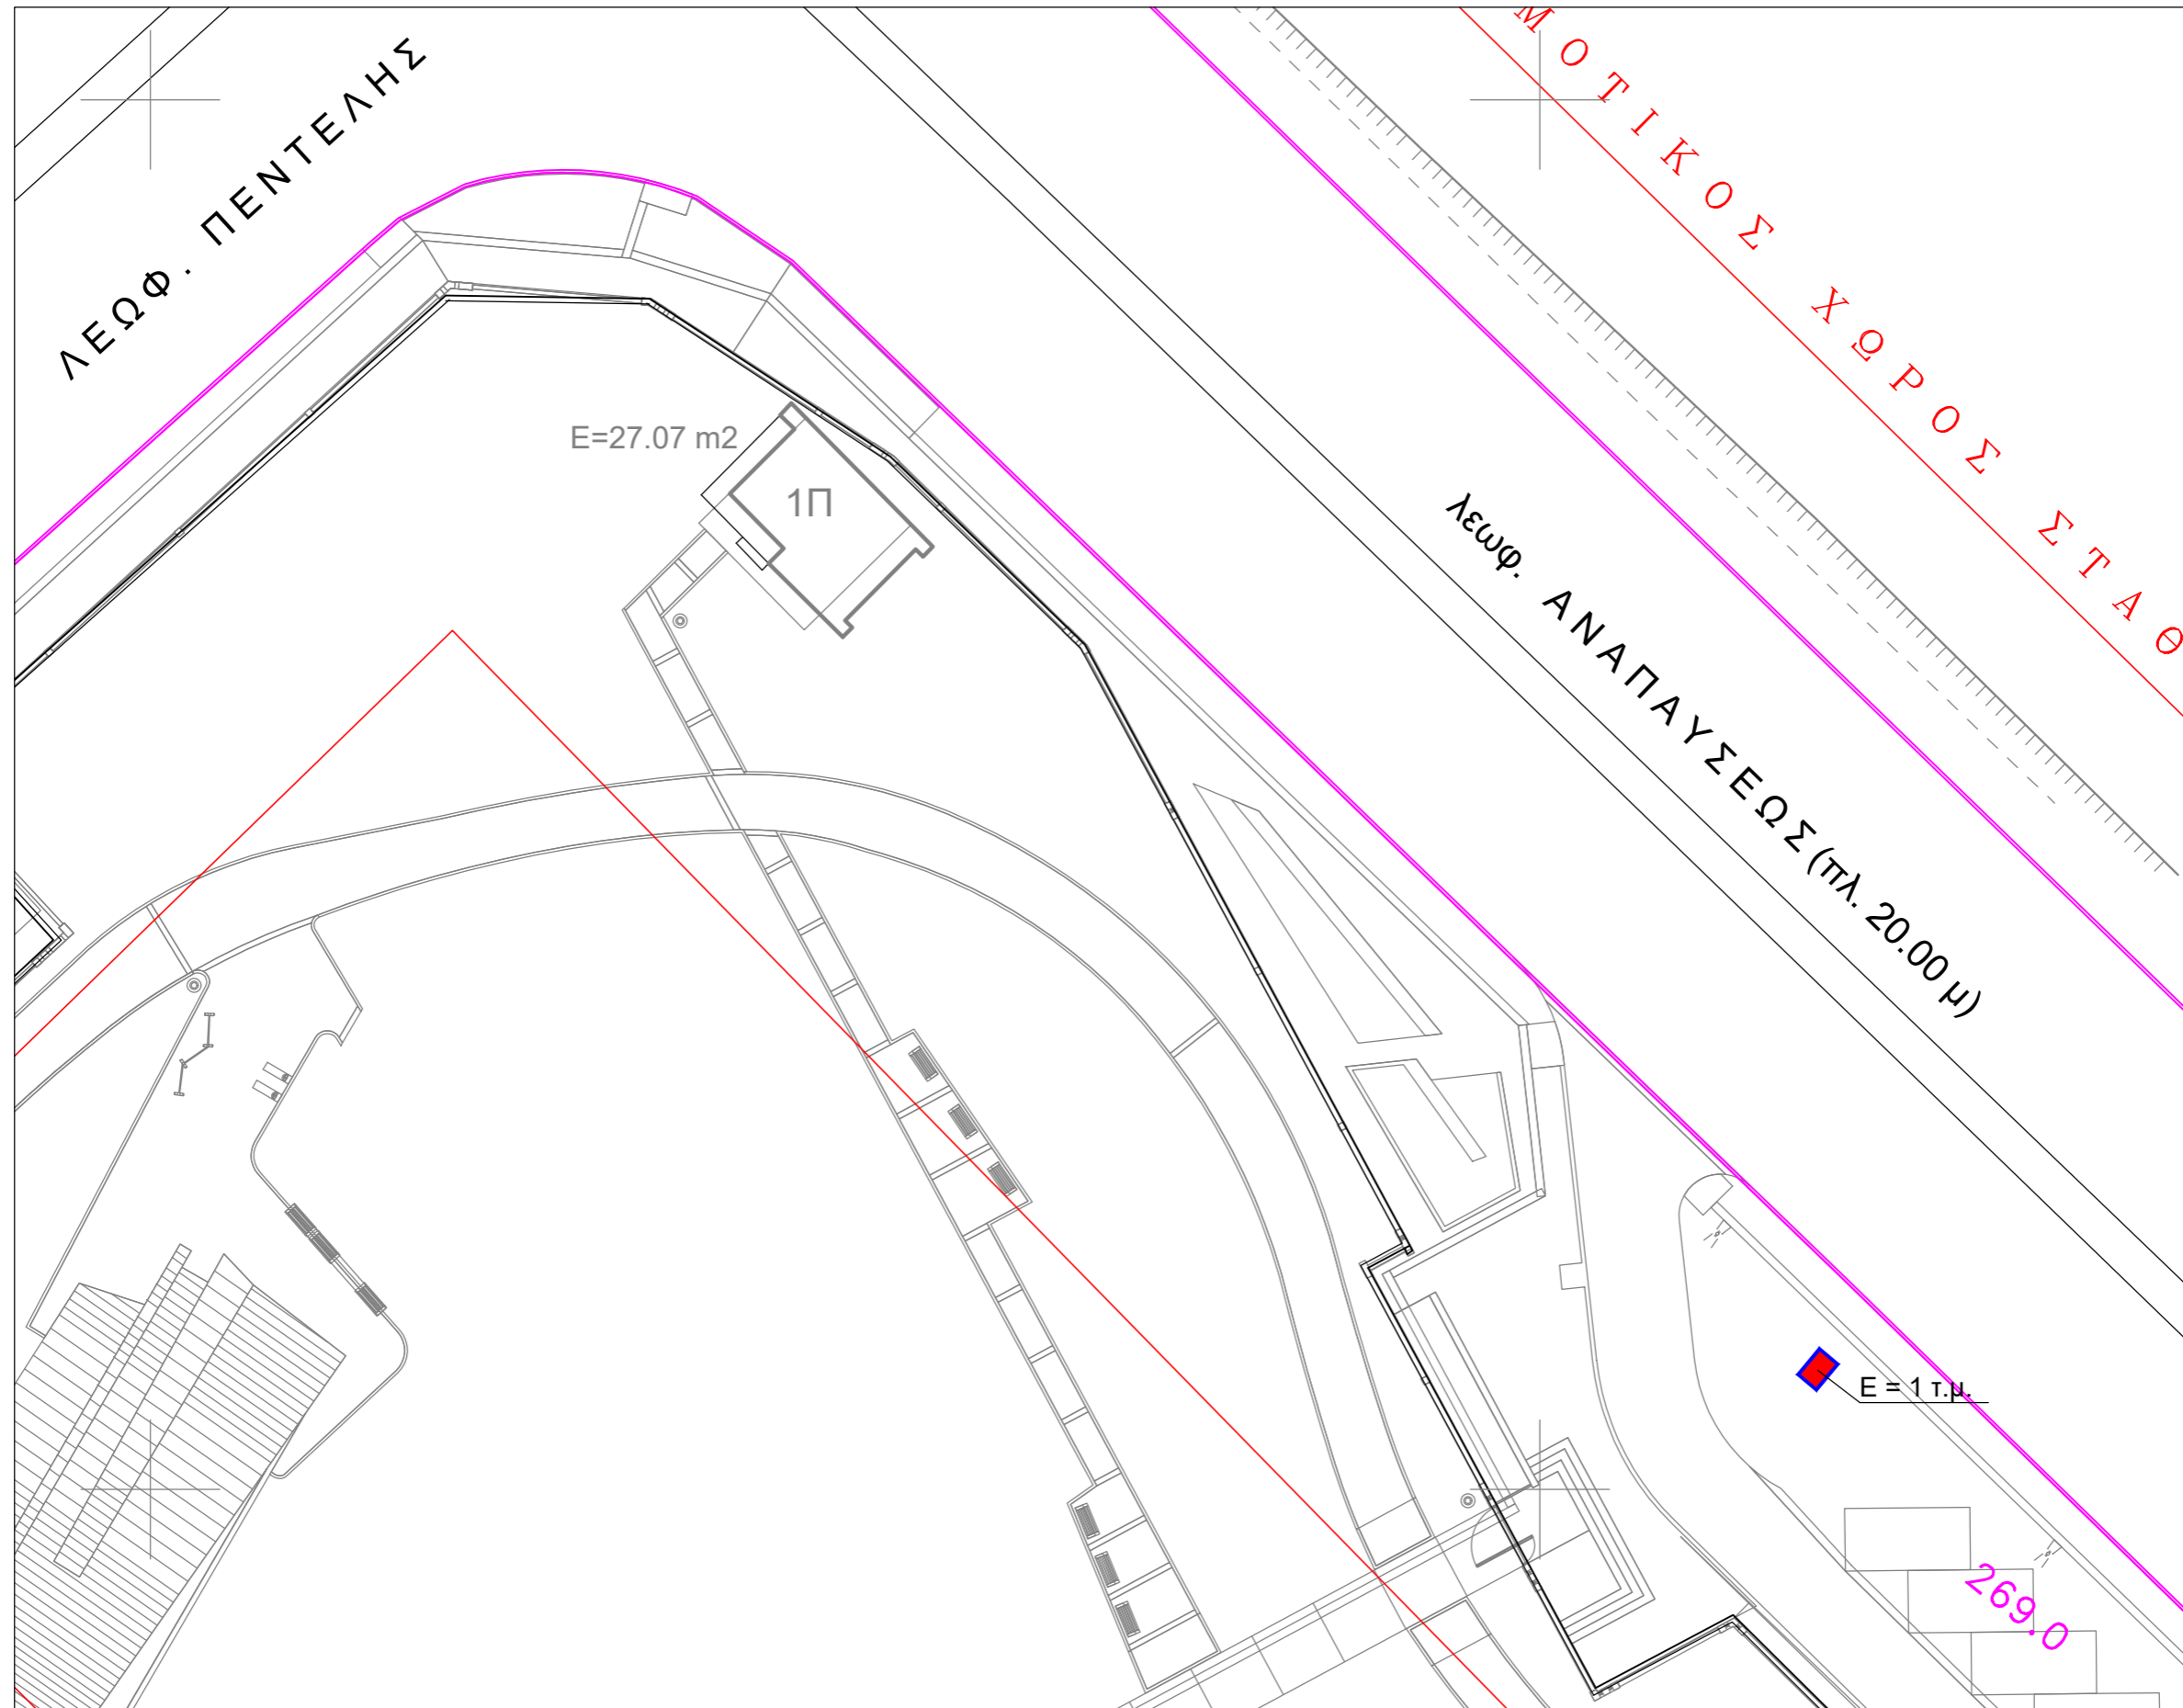 ΛΕΩΦ. ΠΕΝΤΕΛΗΣ
ΜΟΤΙΚΟΣ ΧΩΡΟΣ ΣΤΑΘ
E=27.07 m2
1Π
λεωφ. ΑΝΑΠΑΥΣΕΩΣ (πλ. 20.00 μ)
E = 1 τ.μ.
269.0